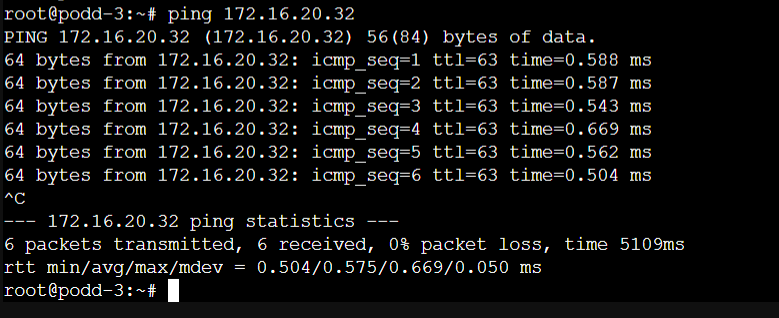 root@podd-3:~# ping 172.16.20.32
PING 172.16.20.32 (172.16.20.32) 56(84) bytes of data.
64 bytes from 172.16.20.32: icmp_seq=1 ttl=63 time=0.588 ms
64 bytes from 172.16.20.32: icmp_seq=2 ttl=63 time=0.587 ms
64 bytes from 172.16.20.32: icmp_seq=3 ttl=63 time=0.543 ms
64 bytes from 172.16.20.32: icmp_seq=4 ttl=63 time=0.669 ms
64 bytes from 172.16.20.32: icmp_seq=5 ttl=63 time=0.562 ms
64 bytes from 172.16.20.32: icmp_seq=6 ttl=63 time=0.504 ms
^C
--- 172.16.20.32 ping statistics ---
6 packets transmitted, 6 received, 0% packet loss, time 5109ms
rtt min/avg/max/mdev = 0.504/0.575/0.669/0.050 ms
root@podd-3:~#